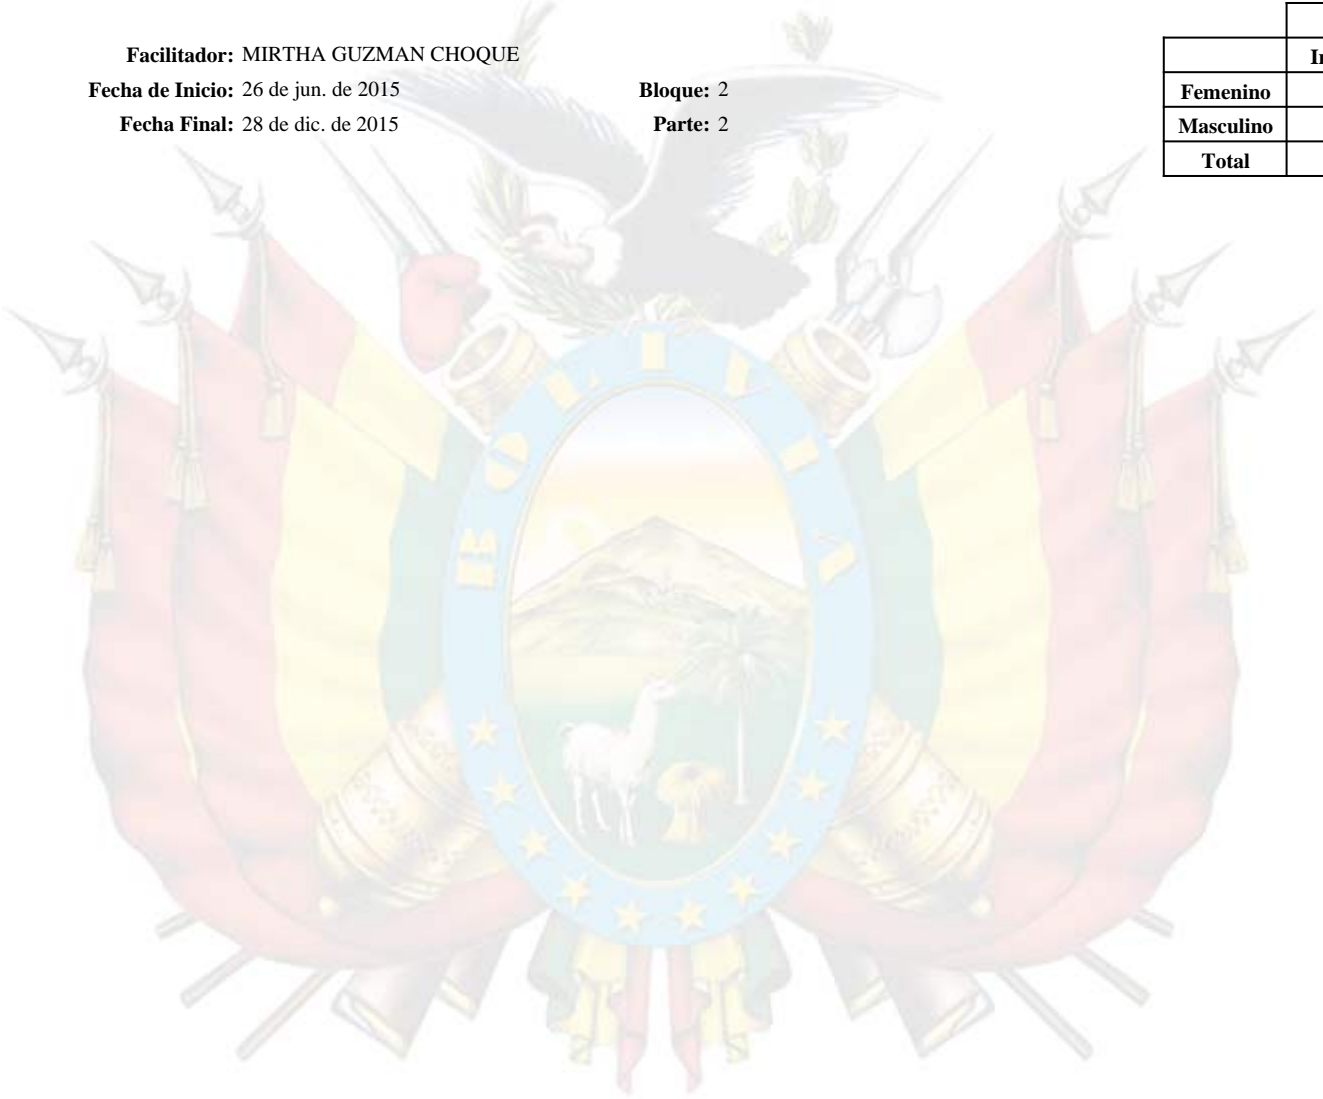 Facilitador: MIRTHA GUZMAN CHOQUE
Fecha de Inicio: 26 de jun. de 2015 Bloque: 2
Fecha Final: 28 de dic. de 2015 Parte: 2
Femenino
Masculino
Total
BOLIVIA